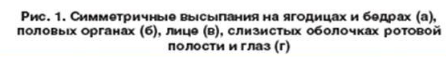 Рис. 1. Симметричные высыпания на ягодицах и бедрах (а),
половых органах (б), лице (в), слизистых оболочках ротовой
полости и глаз (г)